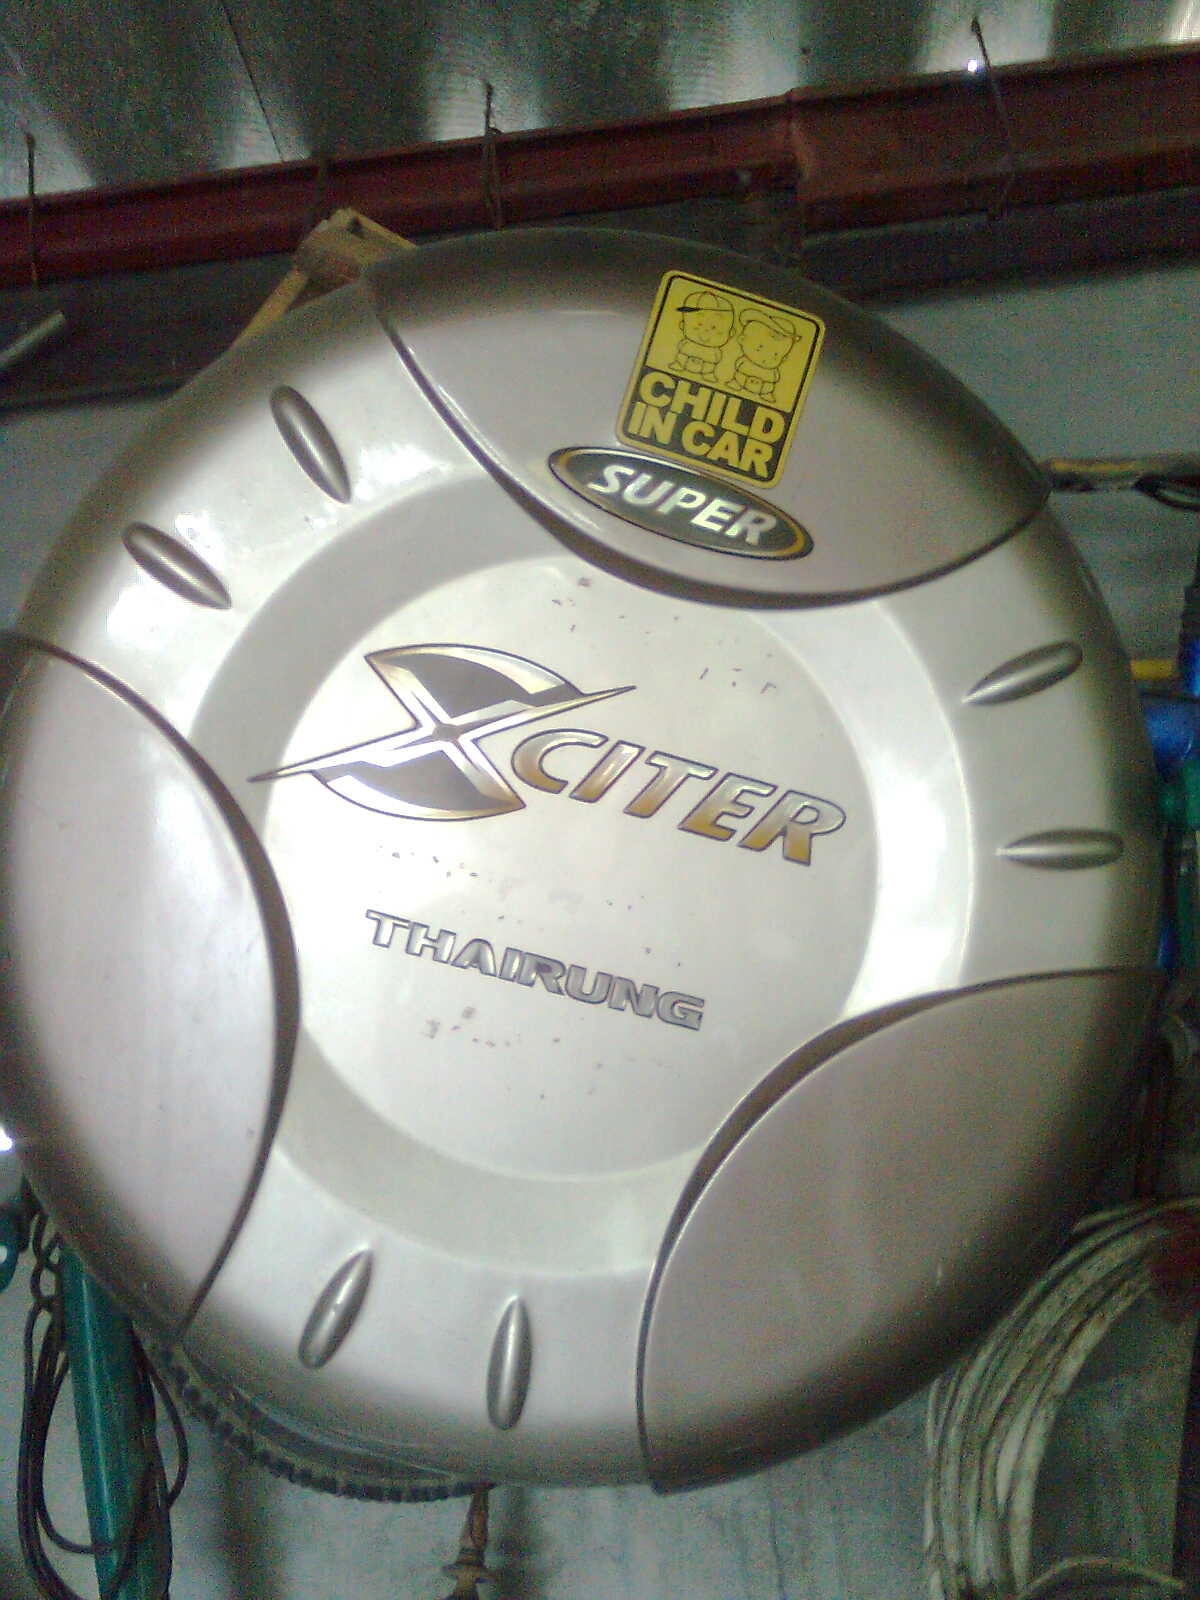 CHILD
IN CAR
SUPER
XCITER
THAIRUNG